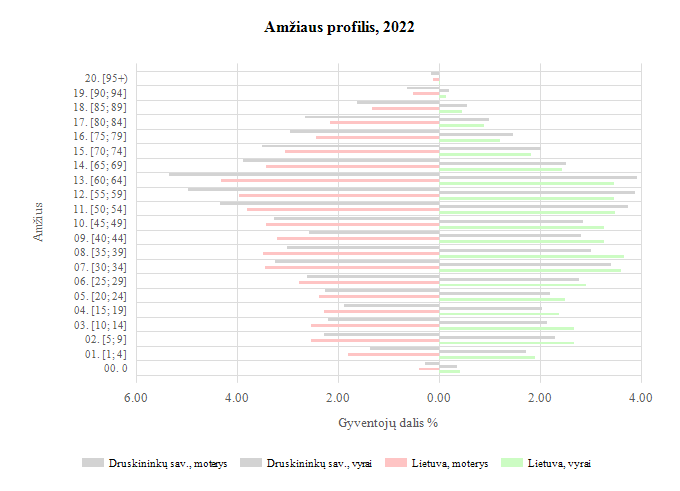 Amžiaus profilis, 2022
20. [95+)
19. [90; 94]
18. [85; 89]
17. [80; 84]
16. [75; 79]
15. [70; 74]
14. [65; 69]
13. [60; 64]
12. [55; 59]
11. [50; 54]
10. [45; 49]
09. [40; 44]
08. [35; 39]
07. [30; 34]
06. [25; 29]
05. [20; 24]
04. [15; 19]
03. [10; 14]
02. [5; 9]
01. [1; 4]
00. 0
Amžius
6.00 4.00 2.00 0.00 2.00 4.00
Gyventojų dalis %
Druskininkų sav., moterys Druskininkų sav., vyrai Lietuva, moterys Lietuva, vyrai